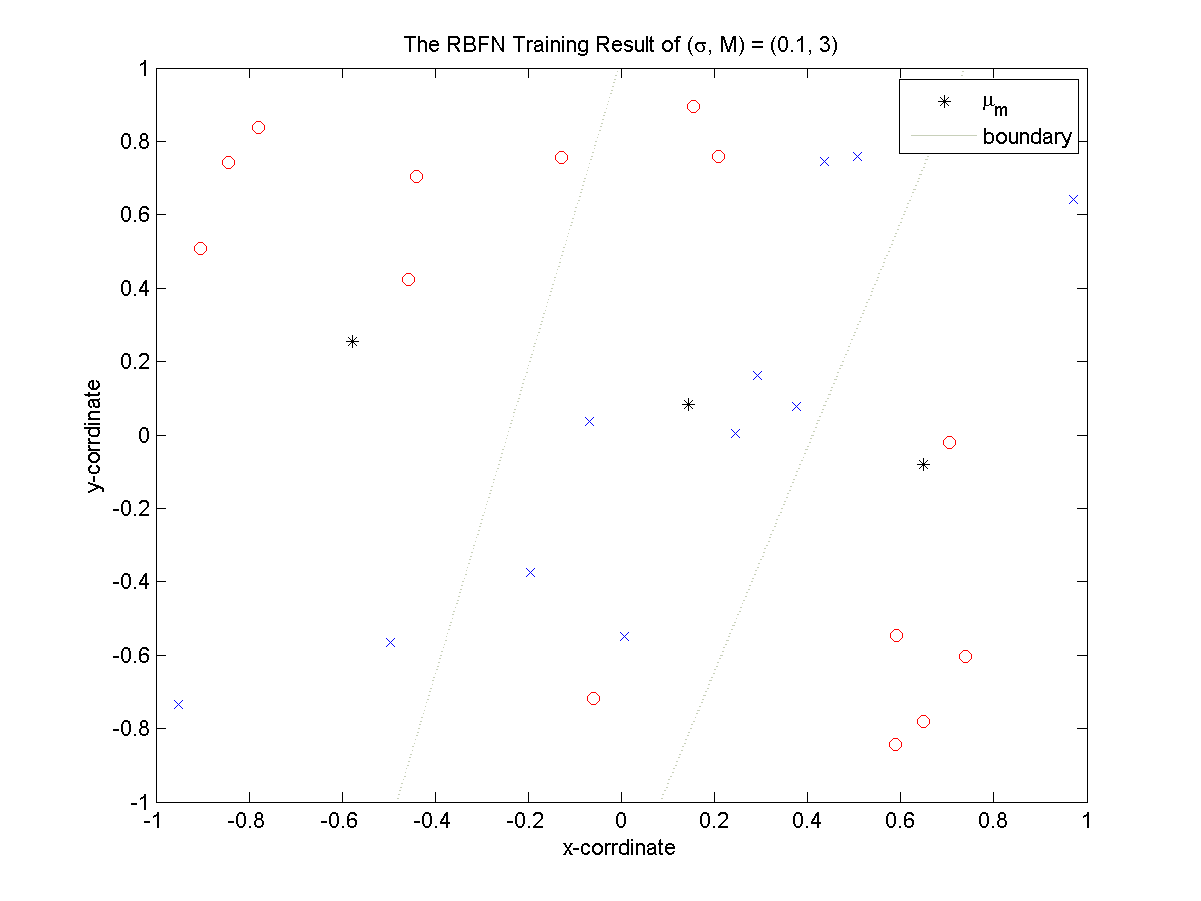 The RBFN Training Result of (σ, M) = (0.1, 3)
μm
boundary
1
0.8
0.6
0.4
0.2
0
-0.2
-0.4
-0.6
-0.8
-1
y-corrdinate
-1 -0.8 -0.6 -0.4 -0.2 0 0.2 0.4 0.6 0.8 1
x-corrdinate